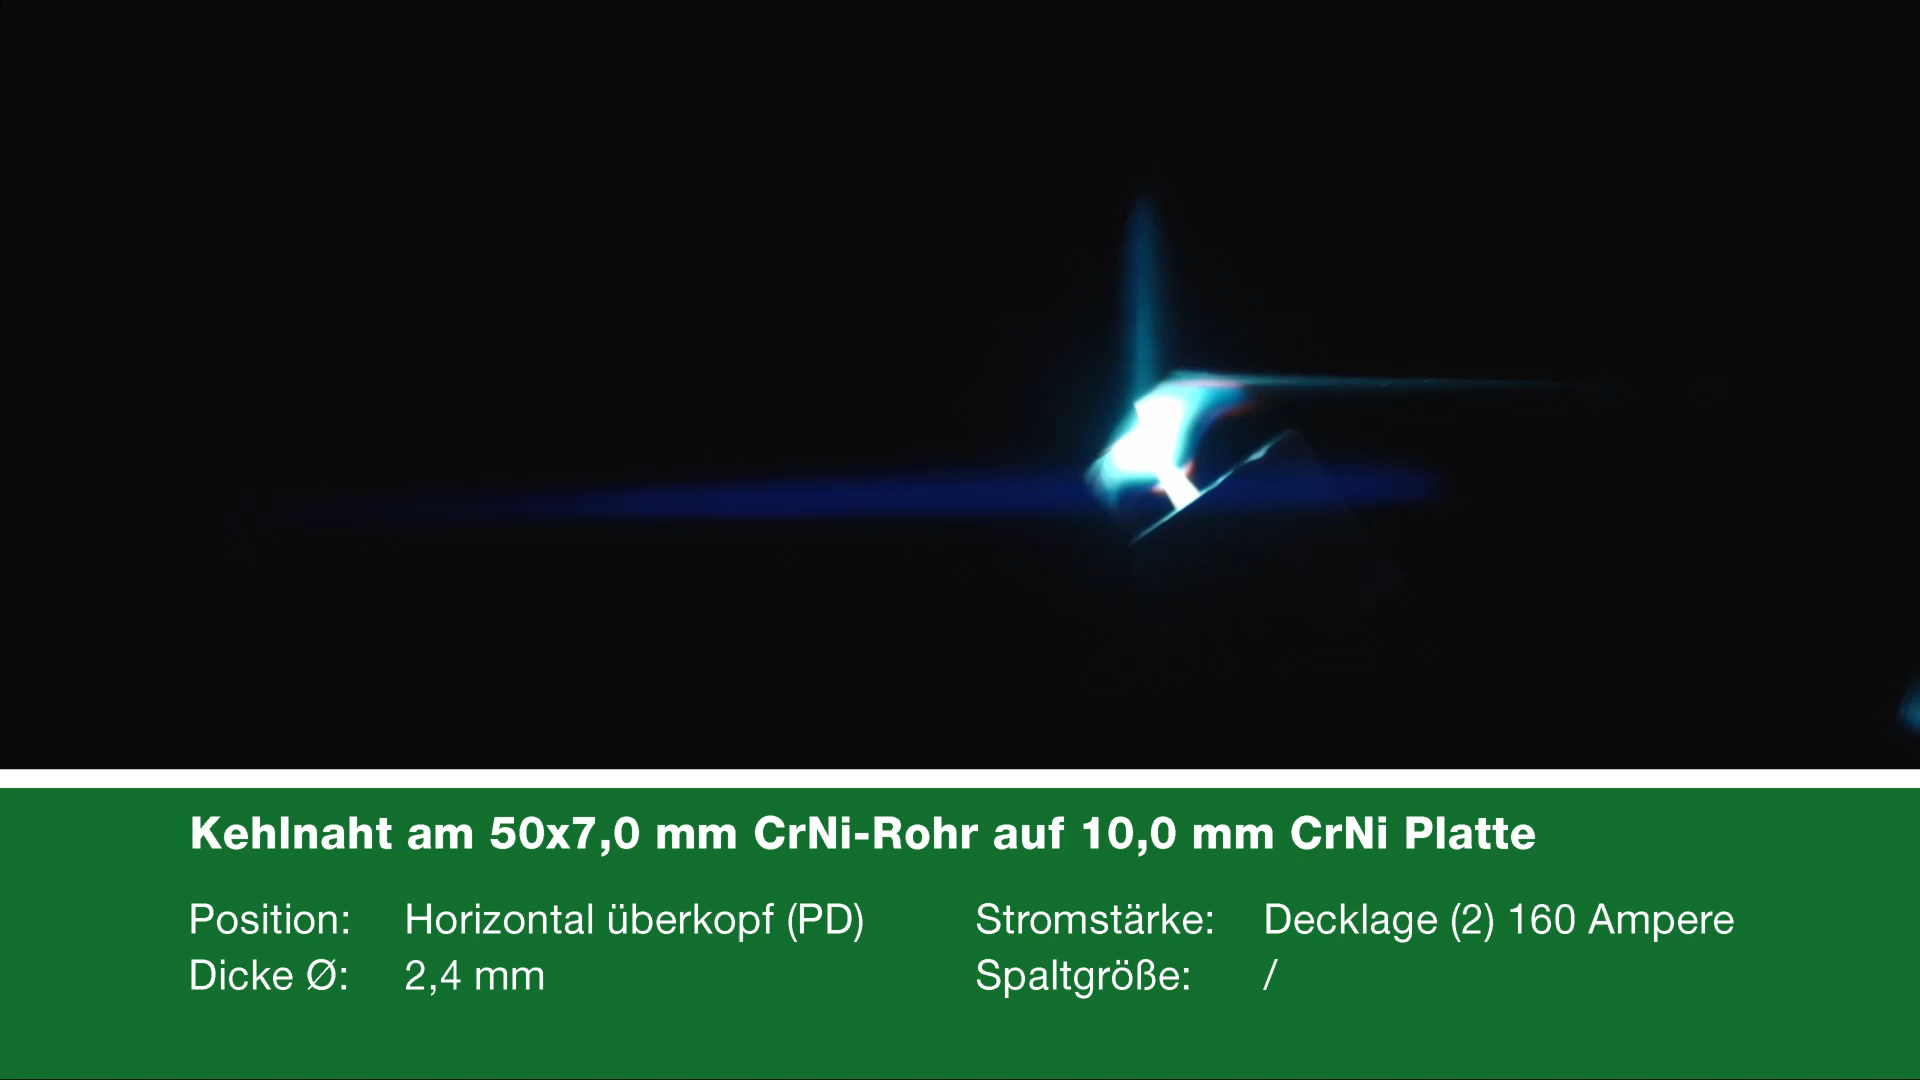 Kehlnaht am 50x7,0 mm CrNi-Rohr auf 10,0 mm CrNi Platte
Position: Horizontal überkopf (PD) Stromstärke: Decklage (2) 160 Ampere
Dicke Ø: 2,4 mm Spaltgröße: /